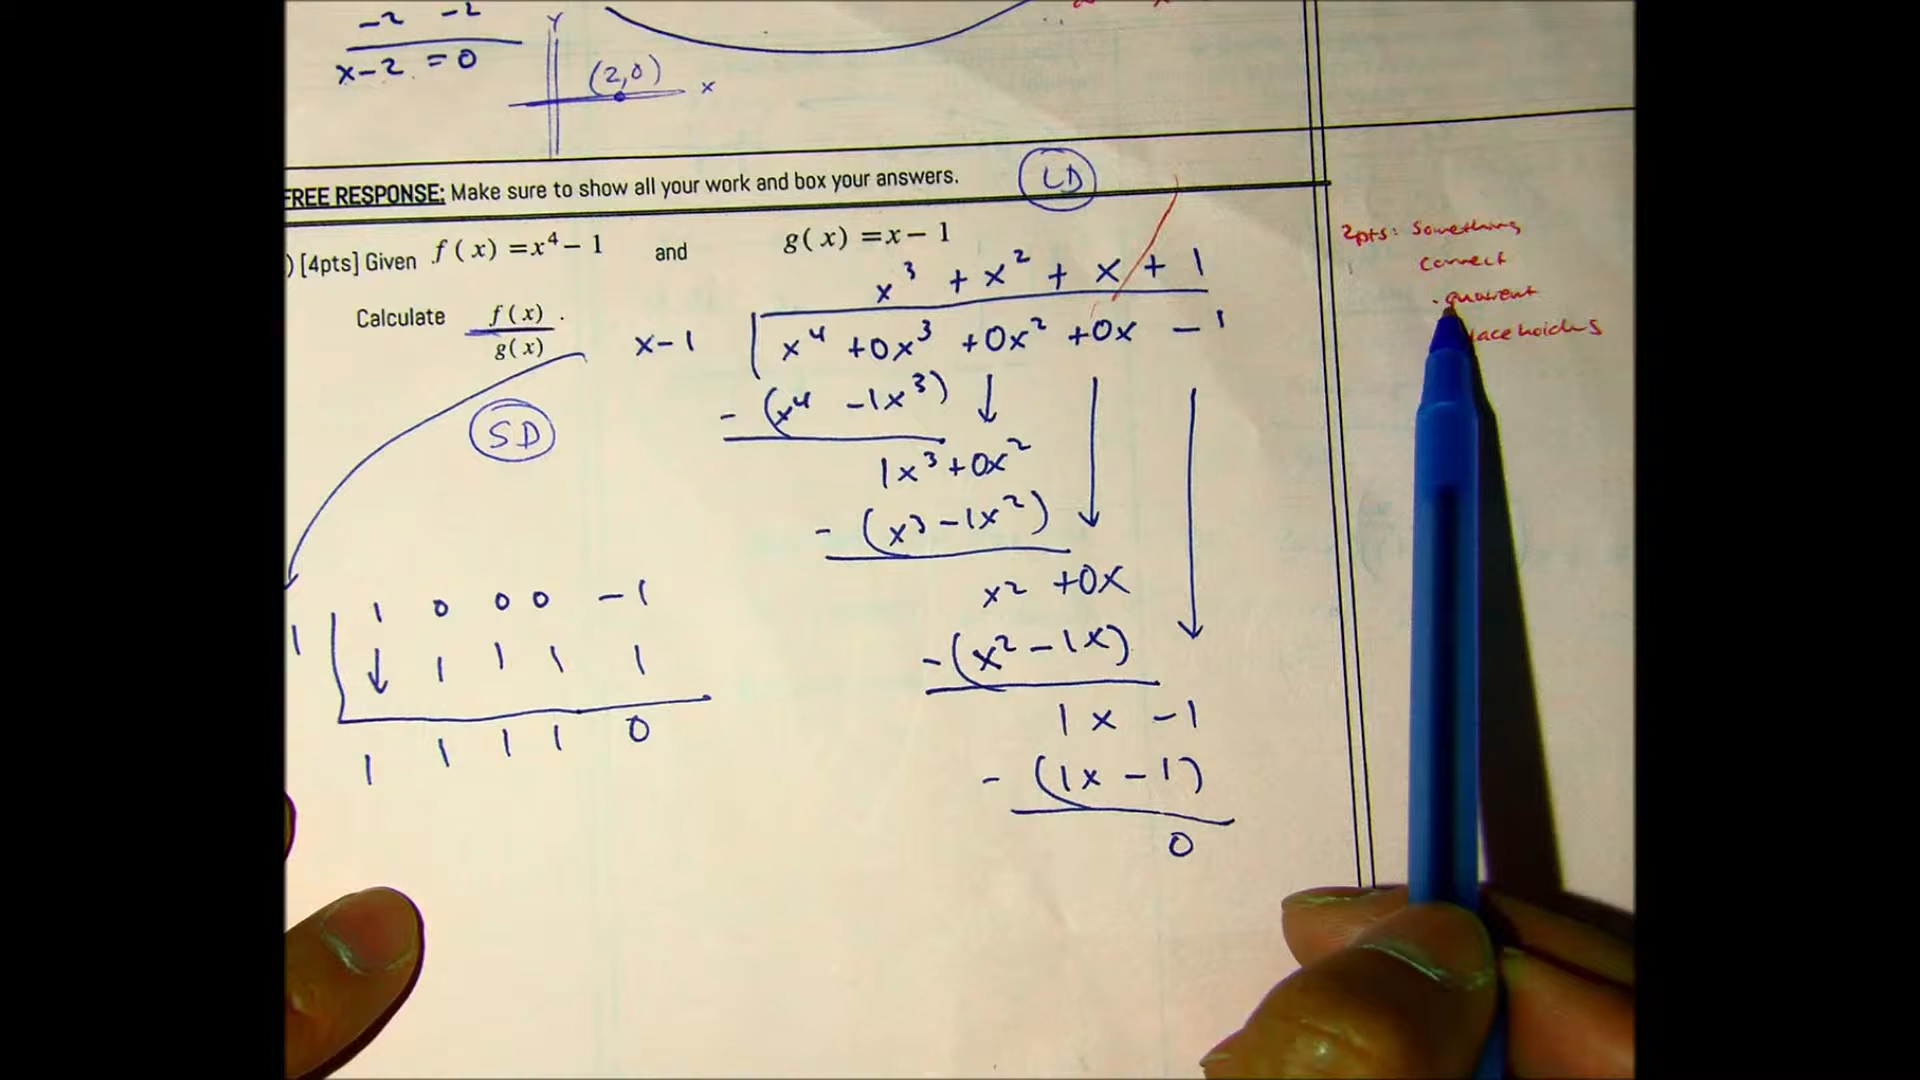 -2 -2
x-2 = 0
Y
(2,0)
x
FREE RESPONSE: Make sure to show all your work and box your answers.
LD
) [4pts] Given f(x) = x⁴ − 1 and g(x) = x − 1
Calculate f(x)/g(x).
x³ + x² + x + 1
x-1 x⁴ +0x³ +0x² +0x -1
-(x⁴ -1x³)
1x³+0x²
-(x³-1x²)
x² +0x
-(x²-1x)
1x -1
-(1x -1)
0
SD
1 1 0 0 0 -1
1 1 1 1
1 1 1 1 0
2pts: Something
correct